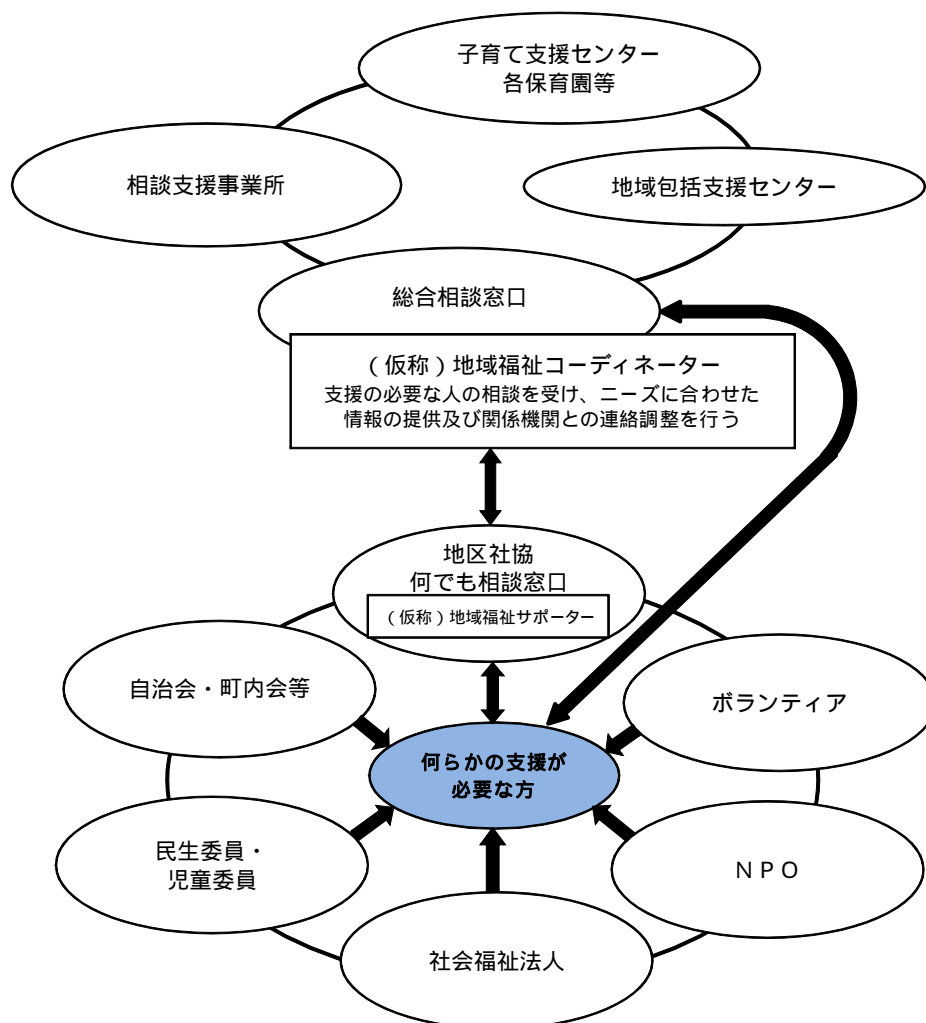 子育て支援センター
各保育園等
相談支援事業所
地域包括支援センター
総合相談窓口
（仮称）地域福祉コーディネーター
支援の必要な人の相談を受け、ニーズに合わせた
情報の提供及び関係機関との連絡調整を行う
地区社協
何でも相談窓口
（仮称）地域福祉サポーター
自治会・町内会等
ボランティア
何らかの支援が
必要な方
民生委員・
児童委員
ＮＰＯ
社会福祉法人